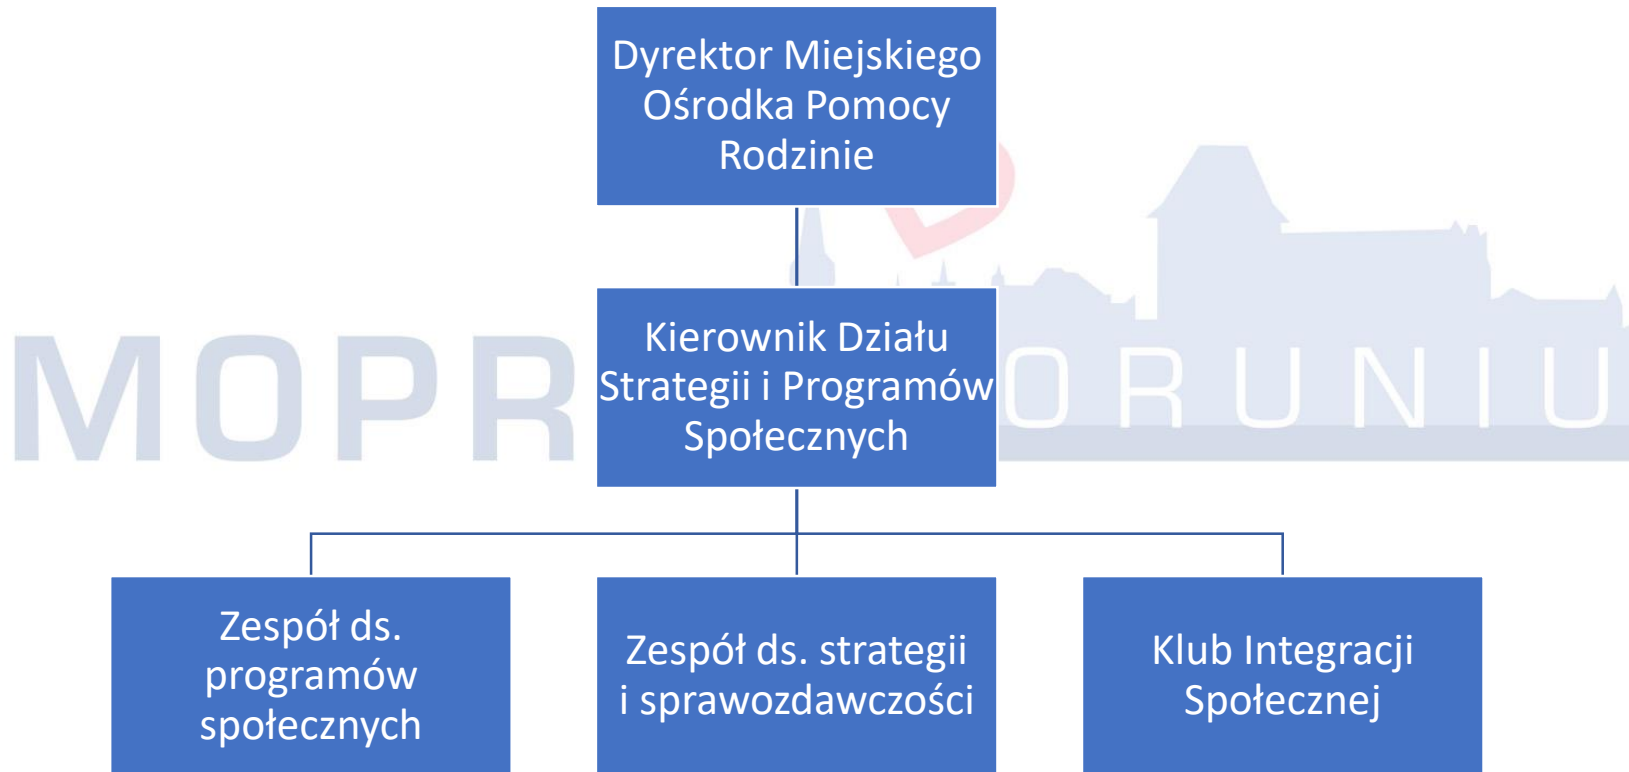 Dyrektor Miejskiego
Ośrodka Pomocy
Rodzinie
Kierownik Działu
Strategii i Programów
Społecznych
MOPR
ORUNIU
Zespół ds.
programów
społecznych
Zespół ds. strategii
i sprawozdawczości
Klub Integracji
Społecznej